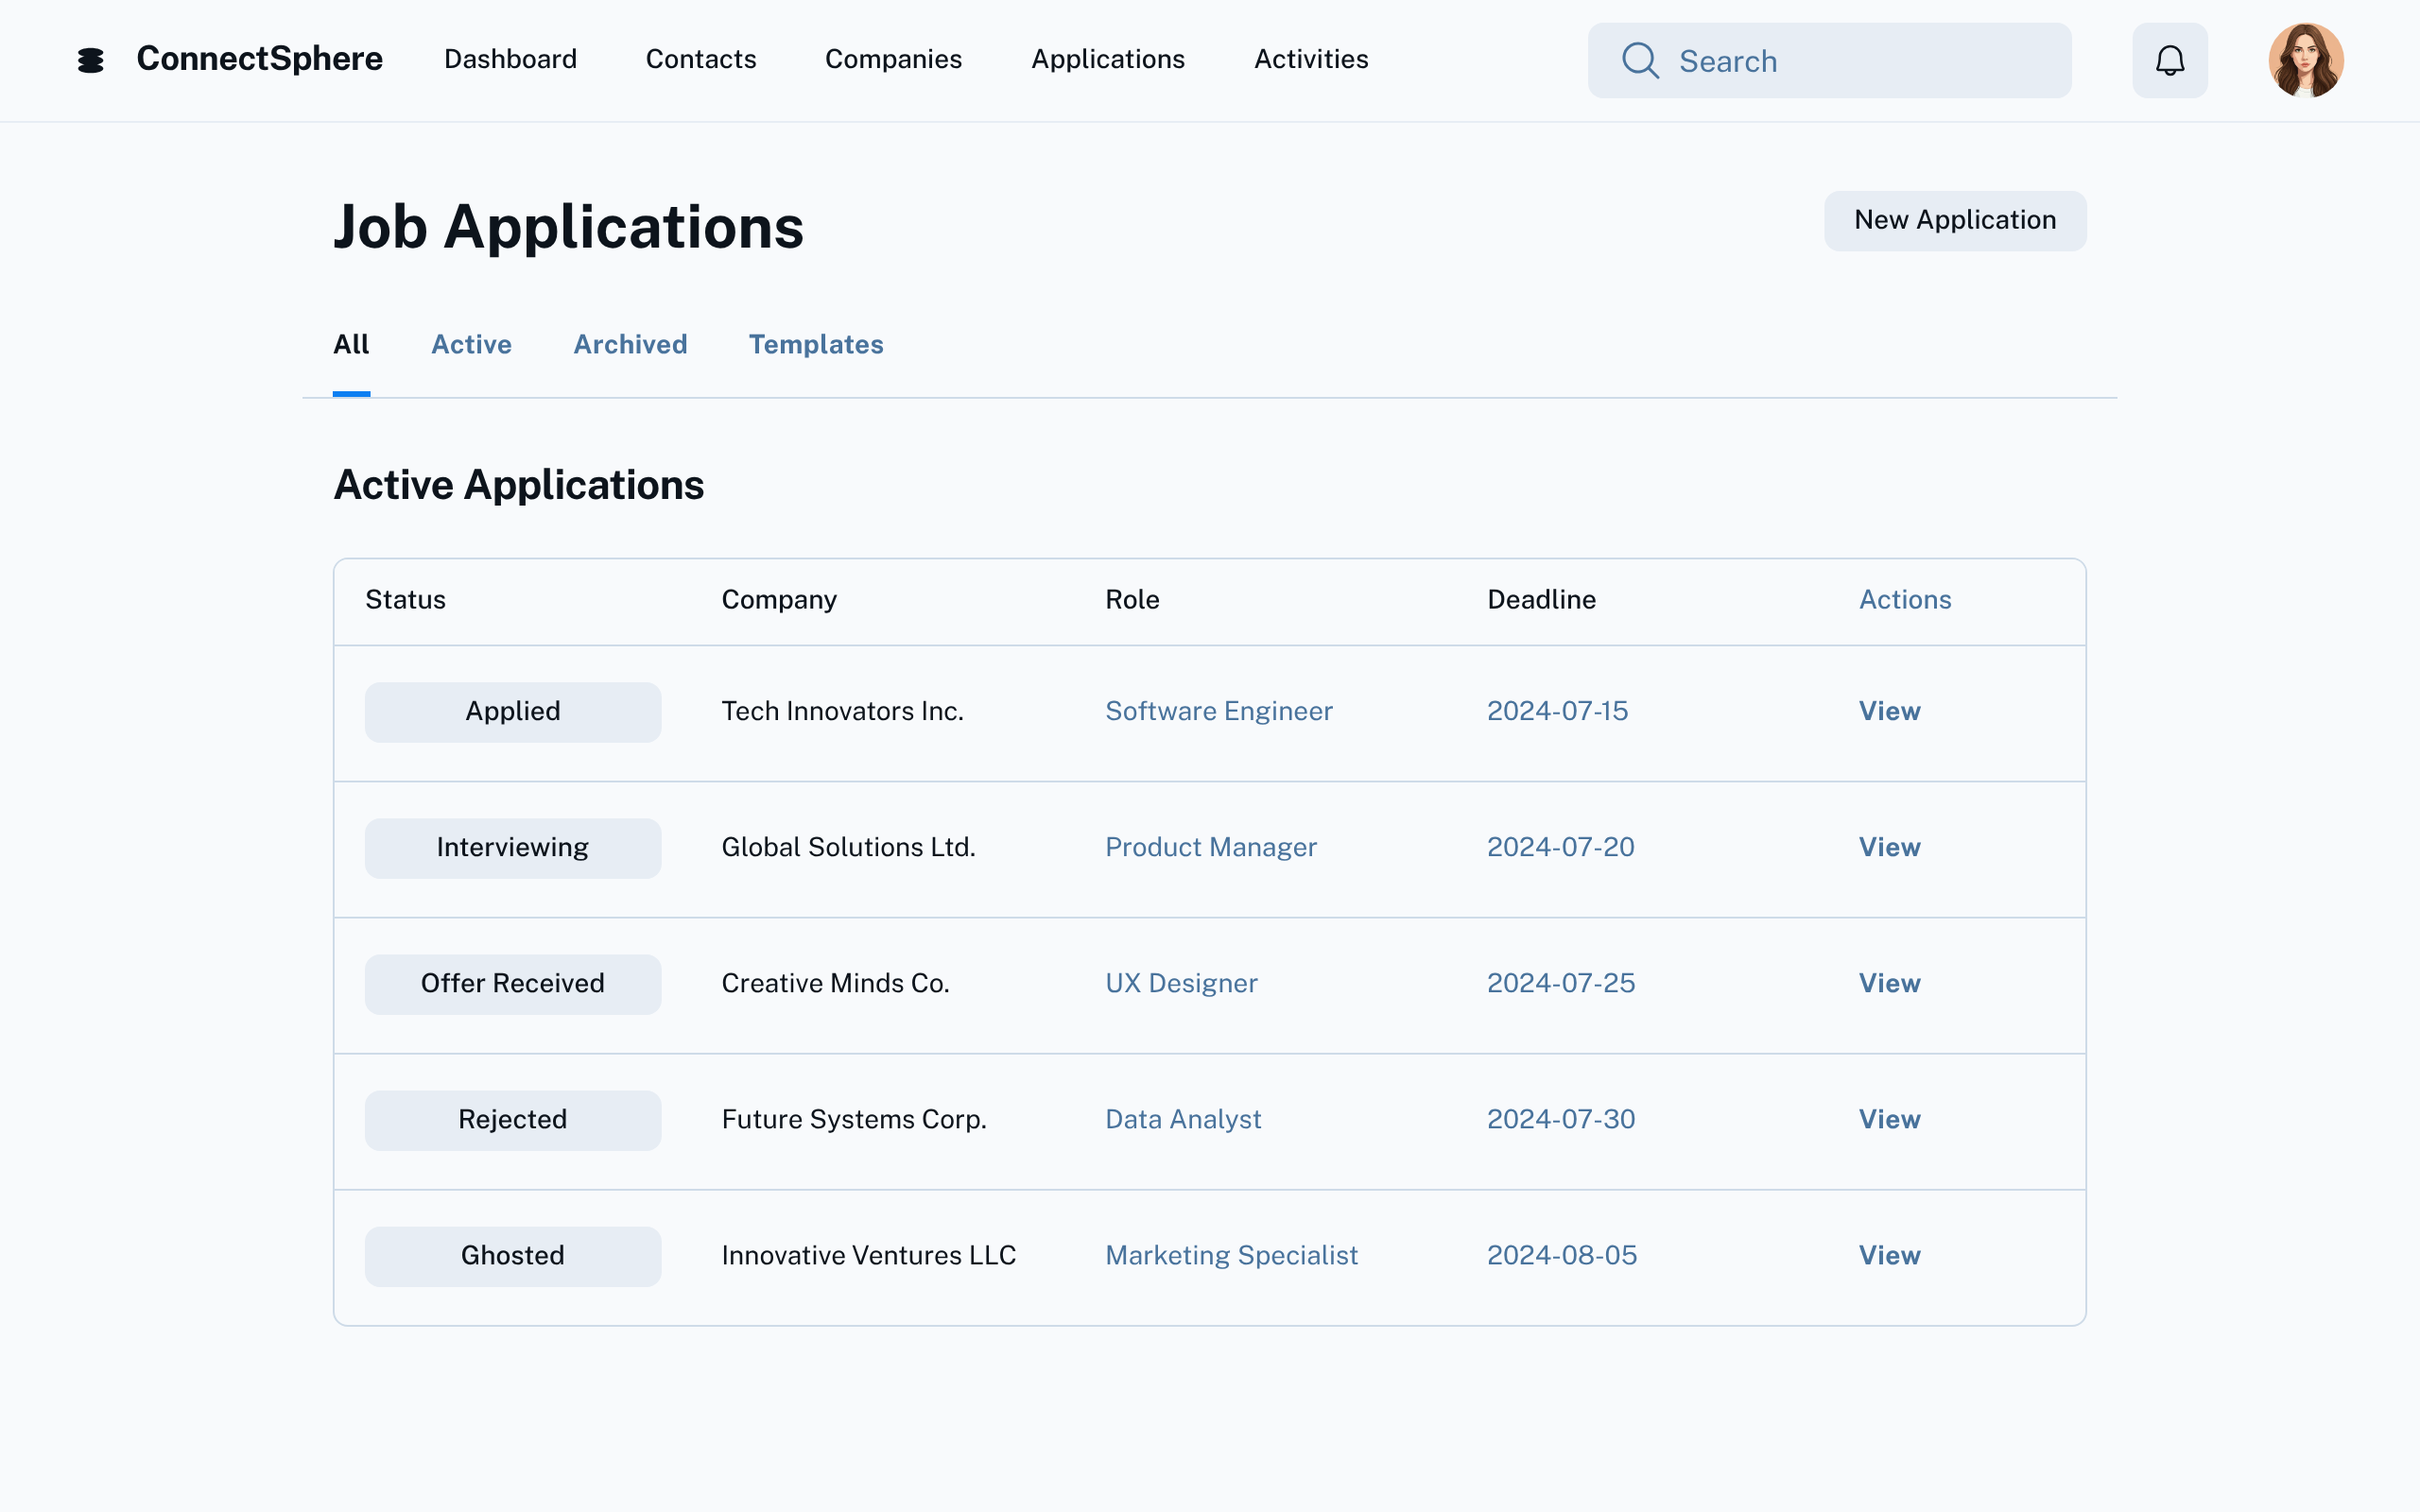 ConnectSphere Dashboard Contacts Companies Applications Activities Search
Job Applications New Application
All Active Archived Templates
Active Applications
Status Company Role Deadline Actions
Applied Tech Innovators Inc. Software Engineer 2024-07-15 View
Interviewing Global Solutions Ltd. Product Manager 2024-07-20 View
Offer Received Creative Minds Co. UX Designer 2024-07-25 View
Rejected Future Systems Corp. Data Analyst 2024-07-30 View
Ghosted Innovative Ventures LLC Marketing Specialist 2024-08-05 View